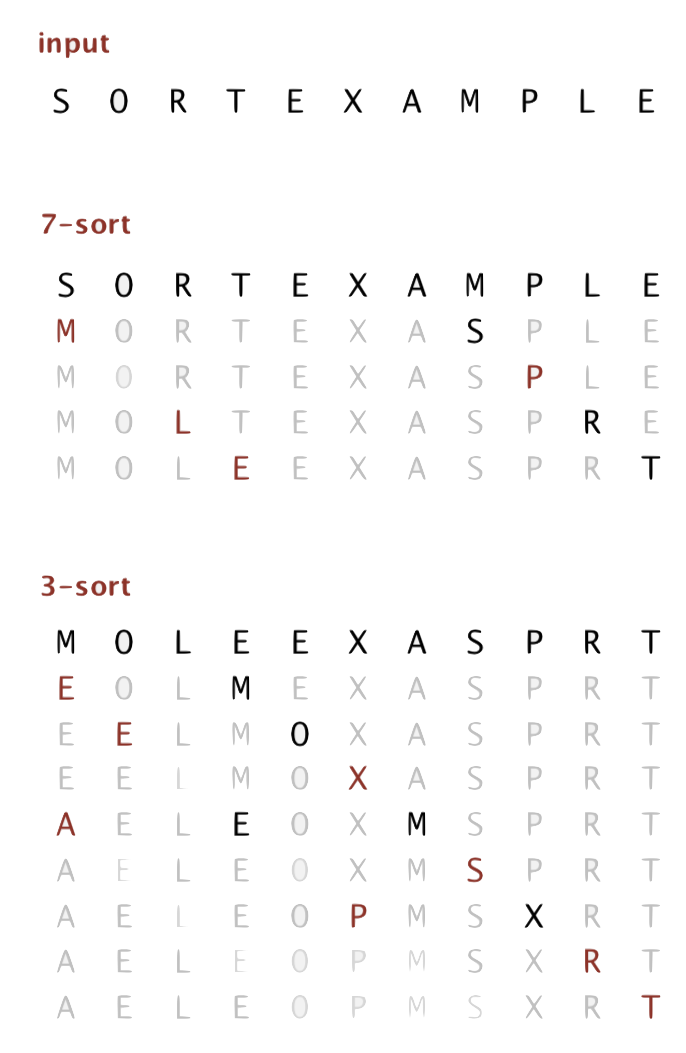 input
S O R T E X A M P L E
7-sort
S O R T E X A M P L E
M O R T E X A S P L E
M O R T E X A S P L E
M O L T E X A S P R E
M O L E E X A S P R T
3-sort
M O L E E X A S P R T
E O L M E X A S P R T
E E L M O X A S P R T
E E L M O X A S P R T
A E L E O X M S P R T
A E L E O X M S P R T
A E L E O P M S X R T
A E L E O P M S X R T
A E L E O P M S X R T